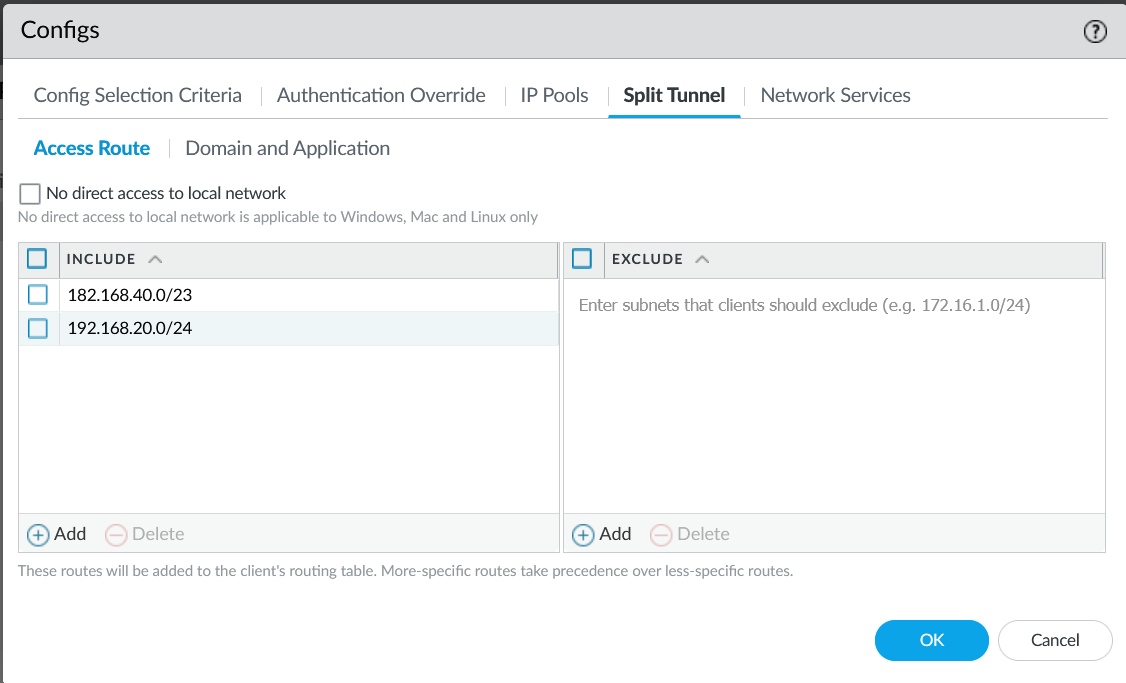 Configs
Config Selection Criteria | Authentication Override | IP Pools | Split Tunnel | Network Services
Access Route | Domain and Application
No direct access to local network
No direct access to local network is applicable to Windows, Mac and Linux only
INCLUDE
182.168.40.0/23
192.168.20.0/24
Add Delete
EXCLUDE
Enter subnets that clients should exclude (e.g. 172.16.1.0/24)
Add Delete
These routes will be added to the client's routing table. More-specific routes take precedence over less-specific routes.
OK Cancel